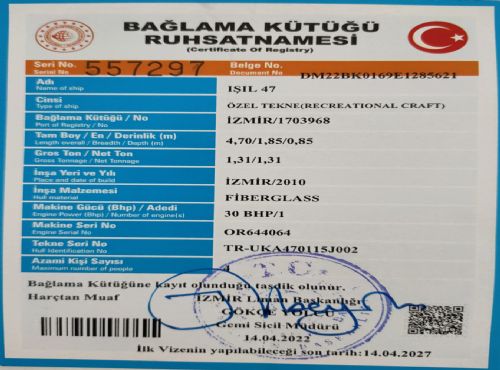 BAĞLAMA KÜTÜĞÜ
RUHSATNAMESİ
(Certificate Of Registry)
Seri No. 557297 Belge No.
Serial No Document No DM22BK0169E1285621
Adı
Name of ship IŞIL 47
Cinsi
Type of ship ÖZEL TEKNE(RECREATIONAL CRAFT)
Bağlama Kütüğü / No
Port of Registry / No İZMİR/1703968
Tam Boy / En / Derinlik (m)
Length overall / Breadth / Depth (m) 4,70/1,85/0,85
Gros Ton / Net Ton
Gross Tonnage / Net Tonnage 1,31/1,31
İnşa Yeri ve Yılı
Place and date of build İZMİR/2010
İnşa Malzemesi
Hull material FİBERGLASS
Makine Gücü (Bhp) / Adedi
Engine Power (Bhp) / Number of engine(s) 30 BHP/1
Makine Seri No
Engine Serial No OR644064
Tekne Seri No
Hull Identification No TR-UKA470115J002
Azami Kişi Sayısı
Maximum number of people 4
Bağlama Kütüğüne kayıt olunduğu tasdik olunur.
Harçtan Muaf İZMİR Liman Başkanlığı
GÖKÇE YOLCU
Gemi Sicil Müdürü
14.04.2022
İlk Vizenin yapılabileceği son tarih:14.04.2027